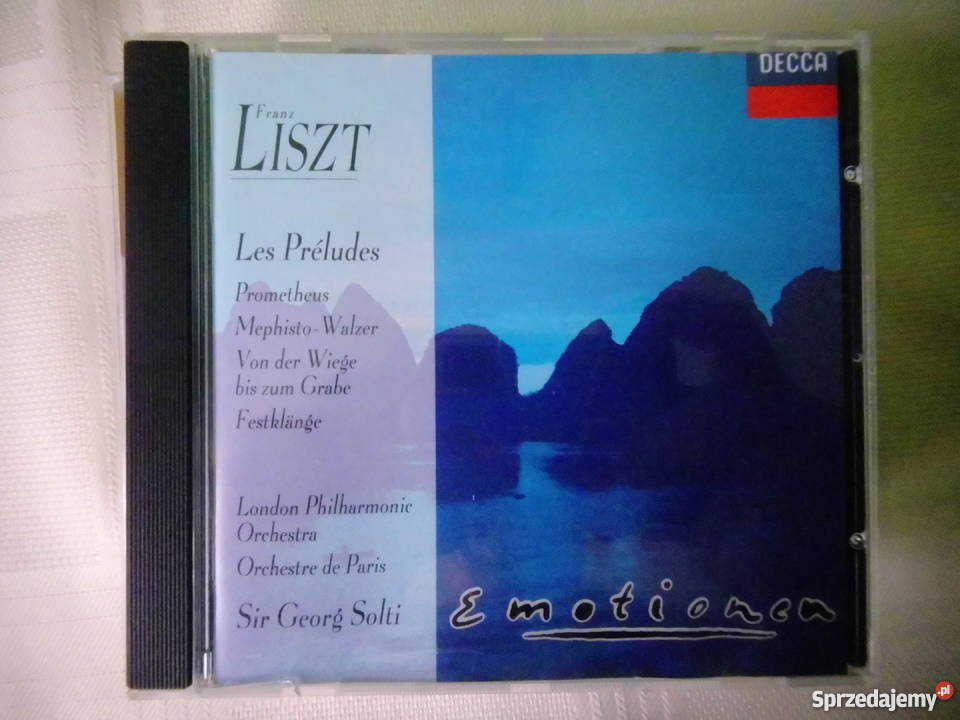 DECCA
Franz
LISZT
Les Préludes
Prometheus
Mephisto-Walzer
Von der Wiege
bis zum Grabe
Festklänge
London Philharmonic
Orchestra
Orchestre de Paris
Sir Georg Solti
Emotionen
Sprzedajemy.pl